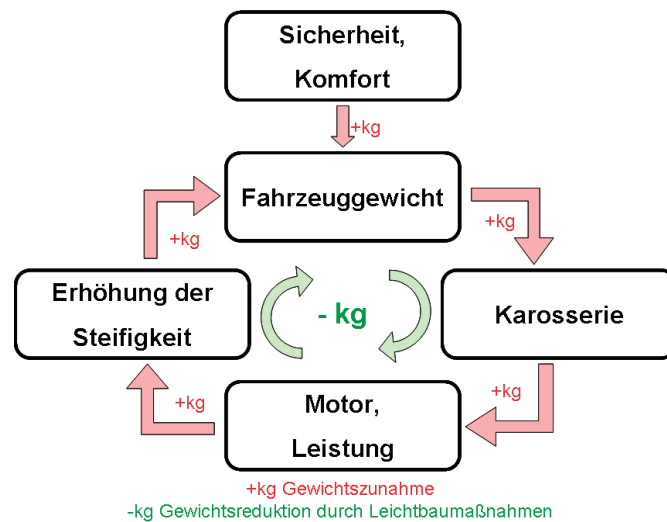 Sicherheit,
Komfort
+kg
Fahrzeuggewicht
+kg
+kg
Erhöhung der
Steifigkeit
- kg
Karosserie
+kg
+kg
Motor,
Leistung
+kg Gewichtszunahme
-kg Gewichtsreduktion durch Leichtbaumaßnahmen